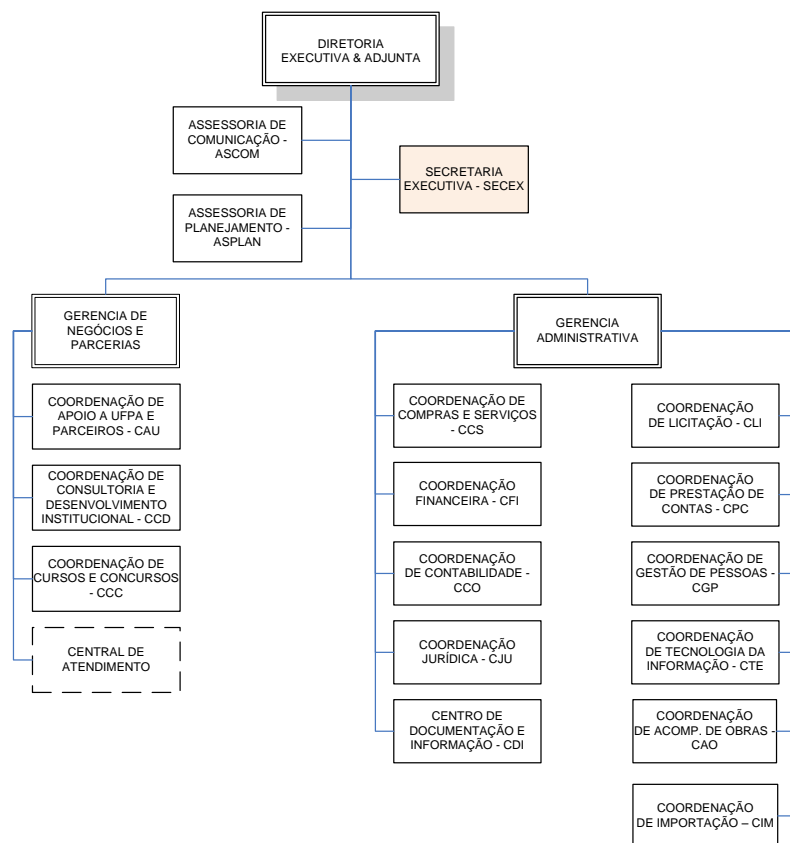 DIRETORIA
EXECUTIVA & ADJUNTA
ASSESSORIA DE
COMUNICAÇÃO -
ASCOM
SECRETARIA
EXECUTIVA - SECEX
ASSESSORIA DE
PLANEJAMENTO -
ASPLAN
GERENCIA DE
NEGÓCIOS E
PARCERIAS
GERENCIA
ADMINISTRATIVA
COORDENAÇÃO DE
APOIO A UFPA E
PARCEIROS - CAU
COORDENAÇÃO DE
CONSULTORIA E
DESENVOLVIMENTO
INSTITUCIONAL - CCD
COORDENAÇÃO DE
CURSOS E CONCURSOS
- CCC
CENTRAL DE
ATENDIMENTO
COORDENAÇÃO DE
COMPRAS E SERVIÇOS
- CCS
COORDENAÇÃO
FINANCEIRA - CFI
COORDENAÇÃO
DE CONTABILIDADE -
CCO
COORDENAÇÃO
JURÍDICA - CJU
CENTRO DE
DOCUMENTAÇÃO E
INFORMAÇÃO - CDI
COORDENAÇÃO
DE LICITAÇÃO - CLI
COORDENAÇÃO
DE PRESTAÇÃO DE
CONTAS - CPC
COORDENAÇÃO DE
GESTÃO DE PESSOAS -
CGP
COORDENAÇÃO
DE TECNOLOGIA DA
INFORMAÇÃO - CTE
COORDENAÇÃO
DE ACOMP. DE OBRAS -
CAO
COORDENAÇÃO
DE IMPORTAÇÃO – CIM